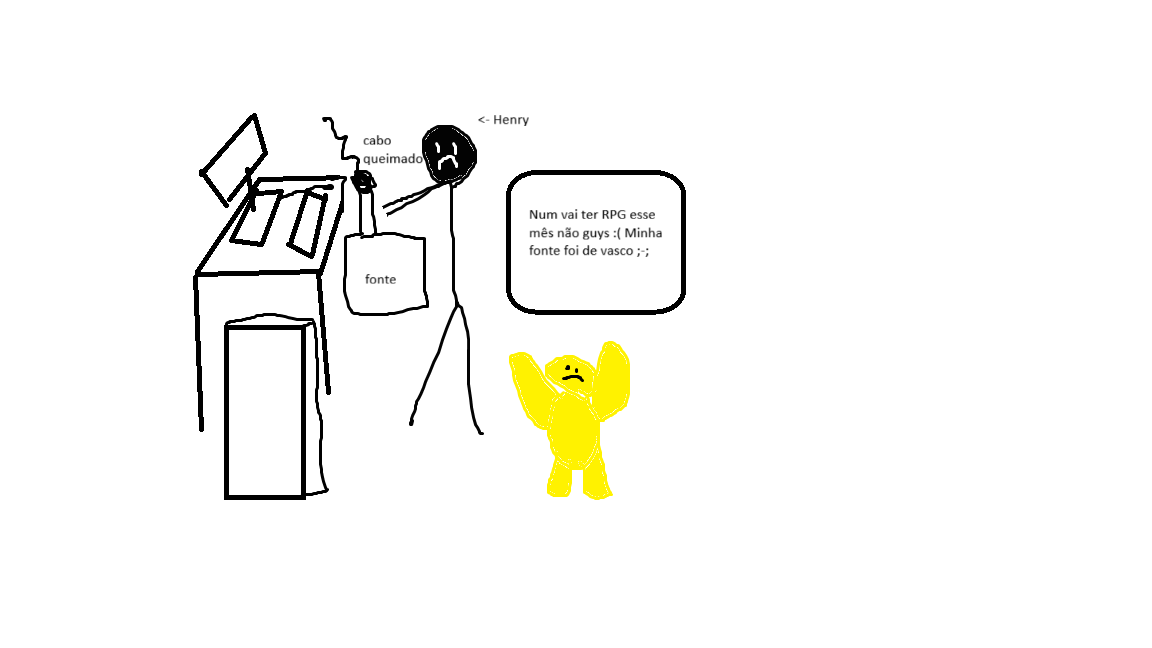 <- Henry
cabo
queimado
Num vai ter RPG esse
mês não guys :( Minha
fonte foi de vasco ;-;
fonte